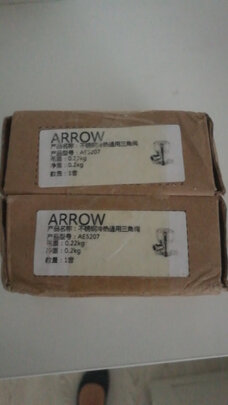 ARROW
产品名称：不锈钢冷热通用三角阀
产品型号：AE5207
毛重：0.22kg
净重：0.2kg
数量：1套
ARROW
产品名称：不锈钢冷热通用三角阀
产品型号：AE5207
毛重：0.22kg
净重：0.2kg
数量：1套